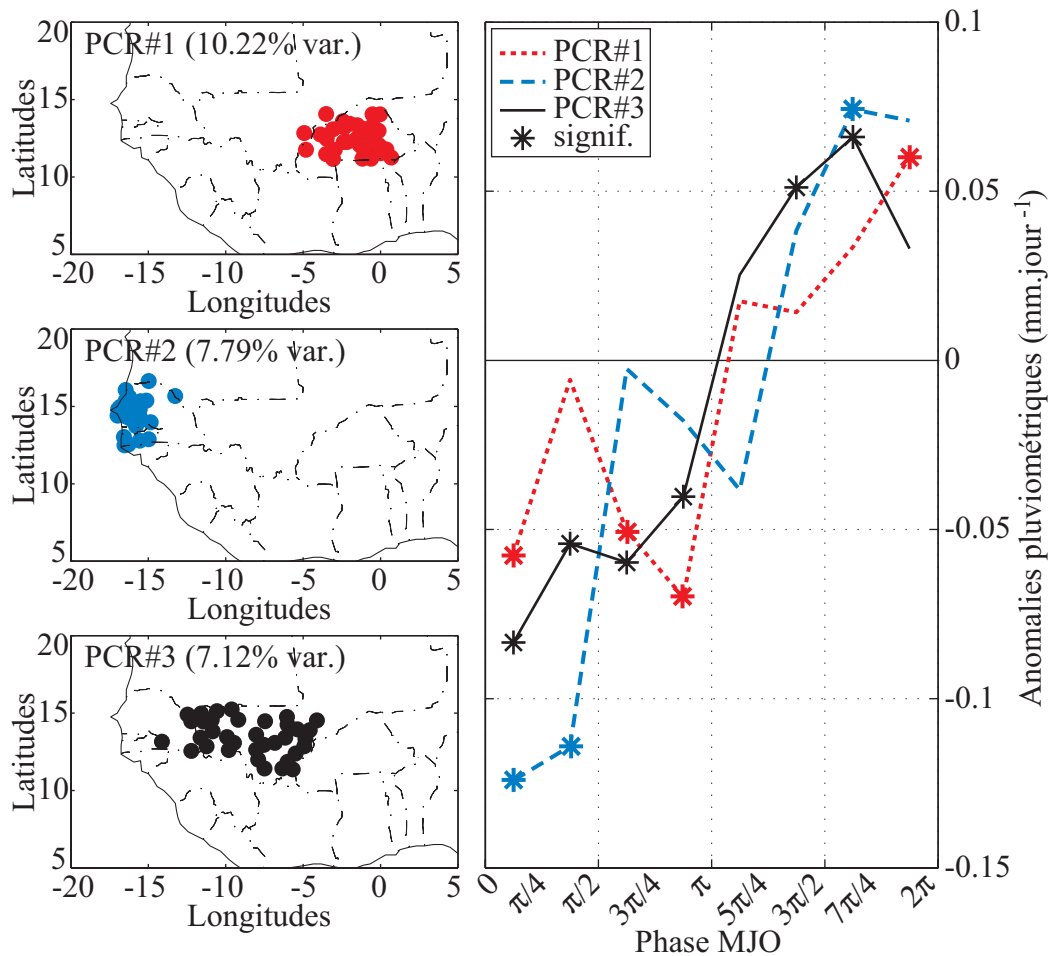 PCR#1 (10.22% var.)
20
15
10
5
Latitudes
-20 -15 -10 -5 0 5
Longitudes
PCR#2 (7.79% var.)
20
15
10
5
Latitudes
-20 -15 -10 -5 0 5
Longitudes
PCR#3 (7.12% var.)
20
15
10
5
Latitudes
-20 -15 -10 -5 0 5
Longitudes
PCR#1
PCR#2
PCR#3
signif.
0.1
0.05
0
-0.05
-0.1
-0.15
Anomalies pluviométriques (mm.jour⁻¹)
0 π/4 π/2 3π/4 π 5π/4 3π/2 7π/4 2π
Phase MJO